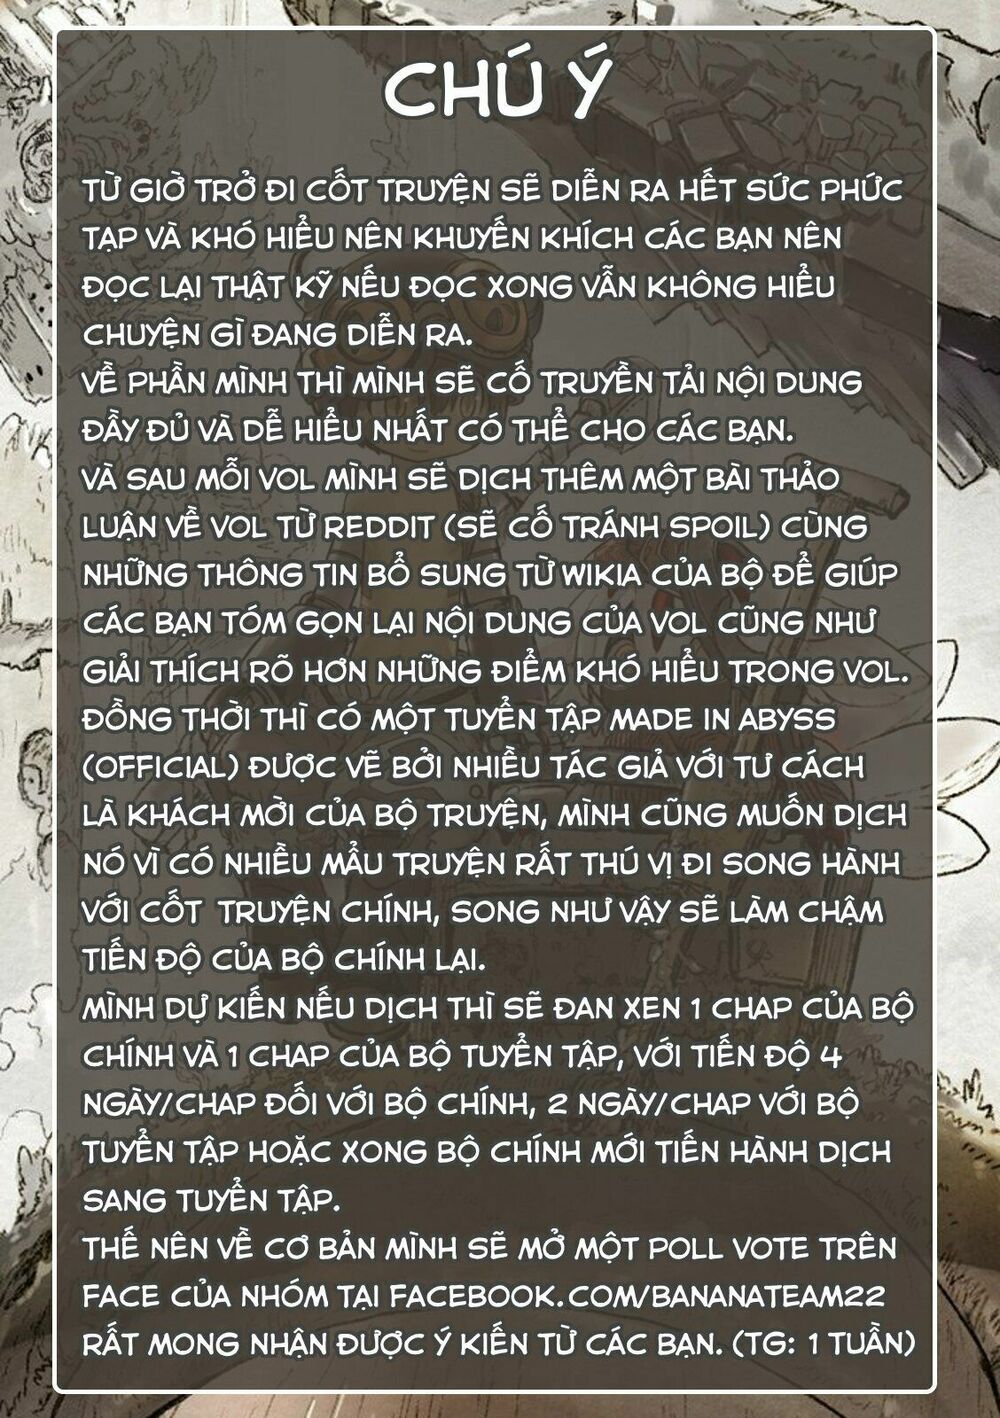 CHÚ Ý
TỪ GIỜ TRỞ ĐI CỐT TRUYỆN SẼ DIỄN RA HẾT SỨC PHỨC
TẠP VÀ KHÓ HIỂU NÊN KHUYẾN KHÍCH CÁC BẠN NÊN
ĐỌC LẠI THẬT KỸ NẾU ĐỌC XONG VẪN KHÔNG HIỂU
CHUYỆN GÌ ĐANG DIỄN RA.
VỀ PHẦN MÌNH THÌ MÌNH SẼ CỐ TRUYỀN TẢI NỘI DUNG
ĐẦY ĐỦ VÀ DỄ HIỂU NHẤT CÓ THỂ CHO CÁC BẠN.
VÀ SAU MỖI VOL MÌNH SẼ DỊCH THÊM MỘT BÀI THẢO
LUẬN VỀ VOL TỪ REDDIT (SẼ CỐ TRÁNH SPOIL) CÙNG
NHỮNG THÔNG TIN BỔ SUNG TỪ WIKIA CỦA BỘ ĐỂ GIÚP
CÁC BẠN TÓM GỌN LẠI NỘI DUNG CỦA VOL CŨNG NHƯ
GIẢI THÍCH RÕ HƠN NHỮNG ĐIỂM KHÓ HIỂU TRONG VOL.
ĐỒNG THỜI THÌ CÓ MỘT TUYỂN TẬP MADE IN ABYSS
(OFFICIAL) ĐƯỢC VẼ BỞI NHIỀU TÁC GIẢ VỚI TƯ CÁCH
LÀ KHÁCH MỜI CỦA BỘ TRUYỆN, MÌNH CŨNG MUỐN DỊCH
NÓ VÌ CÓ NHIỀU MẨU TRUYỆN RẤT THÚ VỊ ĐI SONG HÀNH
VỚI CỐT TRUYỆN CHÍNH, SONG NHƯ VẬY SẼ LÀM CHẬM
TIẾN ĐỘ CỦA BỘ CHÍNH LẠI.
MÌNH DỰ KIẾN NẾU DỊCH THÌ SẼ ĐAN XEN 1 CHAP CỦA BỘ
CHÍNH VÀ 1 CHAP CỦA BỘ TUYỂN TẬP, VỚI TIẾN ĐỘ 4
NGÀY/CHAP ĐỐI VỚI BỘ CHÍNH, 2 NGÀY/CHAP VỚI BỘ
TUYỂN TẬP HOẶC XONG BỘ CHÍNH MỚI TIẾN HÀNH DỊCH
SANG TUYỂN TẬP.
THẾ NÊN VỀ CƠ BẢN MÌNH SẼ MỞ MỘT POLL VOTE TRÊN
FACE CỦA NHÓM TẠI FACEBOOK.COM/BANANATEAM22
RẤT MONG NHẬN ĐƯỢC Ý KIẾN TỪ CÁC BẠN. (TG: 1 TUẦN)